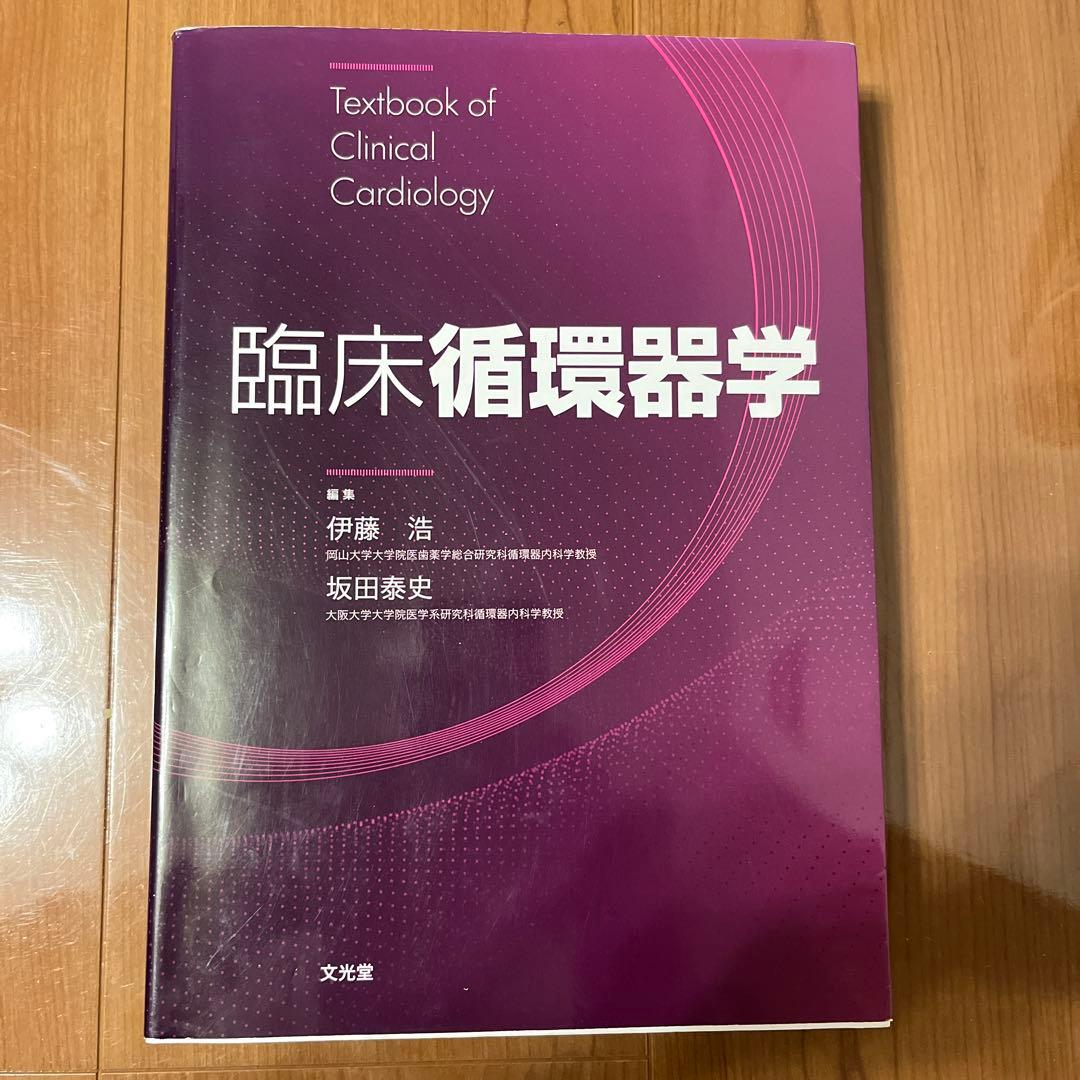 Textbook of
Clinical
Cardiology
臨床循環器学
編集
伊藤 浩
岡山大学大学院医歯薬学総合研究科循環器内科学教授
坂田泰史
大阪大学大学院医学系研究科循環器内科学教授
文光堂